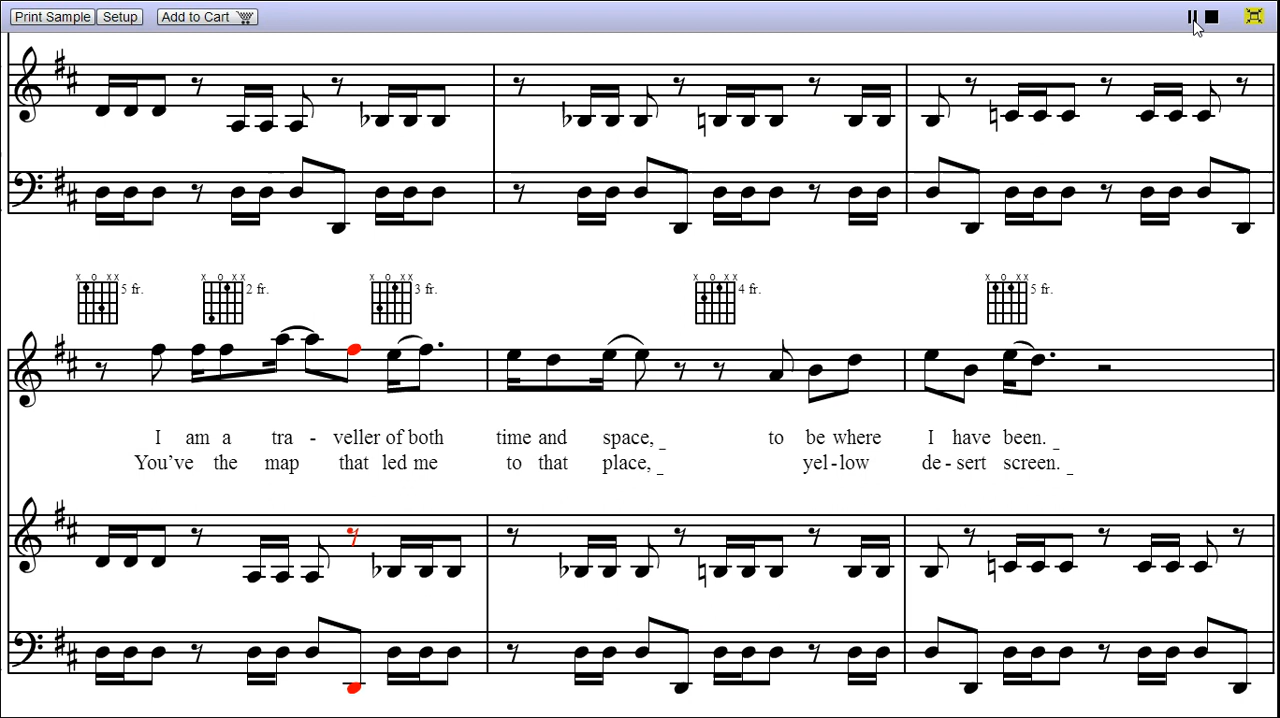 Print Sample Setup Add to Cart
5 fr. 2 fr. 3 fr. 4 fr. 5 fr.
I am a tra - veller of both time and space, _ to be where I have been. _
You've the map that led me to that place, _ yel - low de - sert screen. _